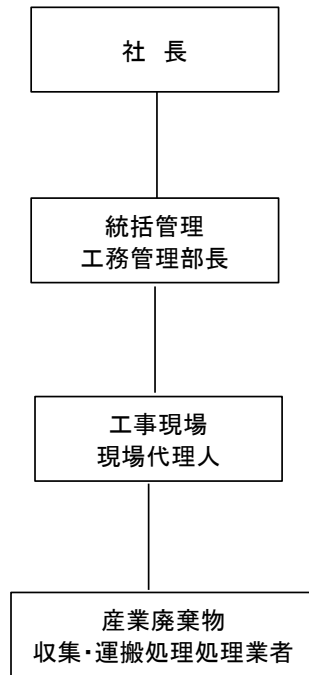 社 長
統括管理
工務管理部長
工事現場
現場代理人
産業廃棄物
収集・運搬処理処理業者